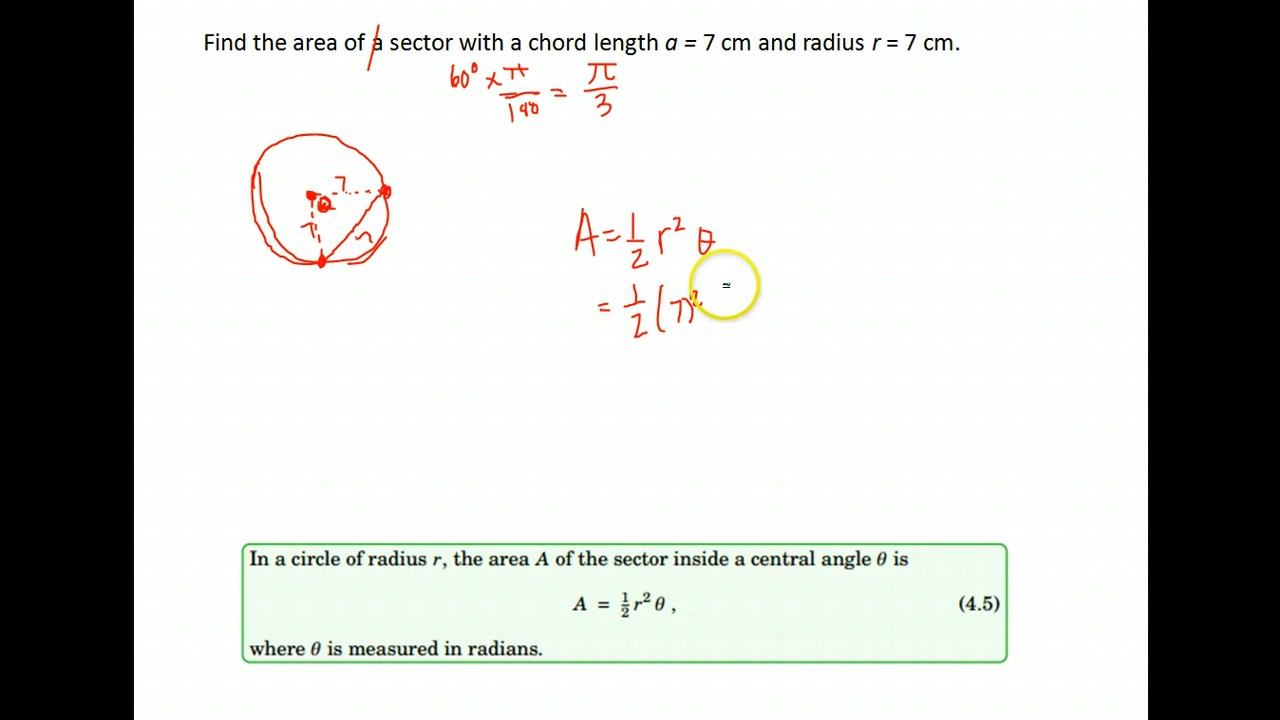 Find the area of a sector with a chord length a = 7 cm and radius r = 7 cm.
60° × π/180 = π/3
7
7
7
A = 1/2 r² θ
= 1/2 (7)²
In a circle of radius r, the area A of the sector inside a central angle θ is
A = ½ r² θ , (4.5)
where θ is measured in radians.